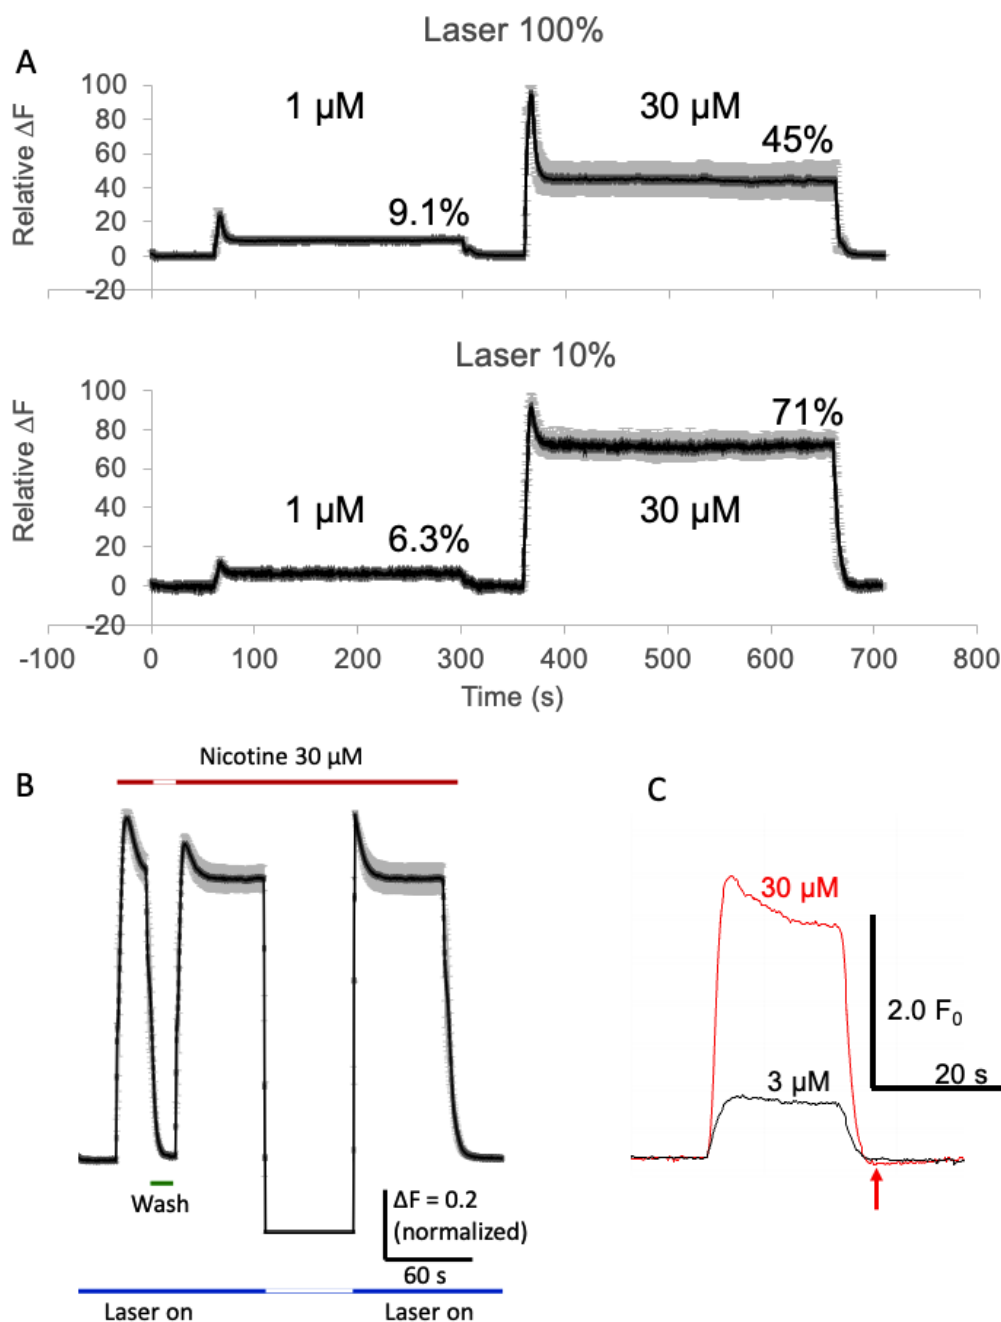 Laser 100%
A
Relative ΔF
100
80
60
40
20
0
-20
1 µM
9.1%
30 µM
45%
Laser 10%
Relative ΔF
100
80
60
40
20
0
-20
1 µM
6.3%
71%
30 µM
-100 0 100 200 300 400 500 600 700 800
Time (s)
B
Nicotine 30 µM
Wash
ΔF = 0.2
(normalized)
60 s
Laser on
Laser on
C
30 µM
3 µM
2.0 F₀
20 s